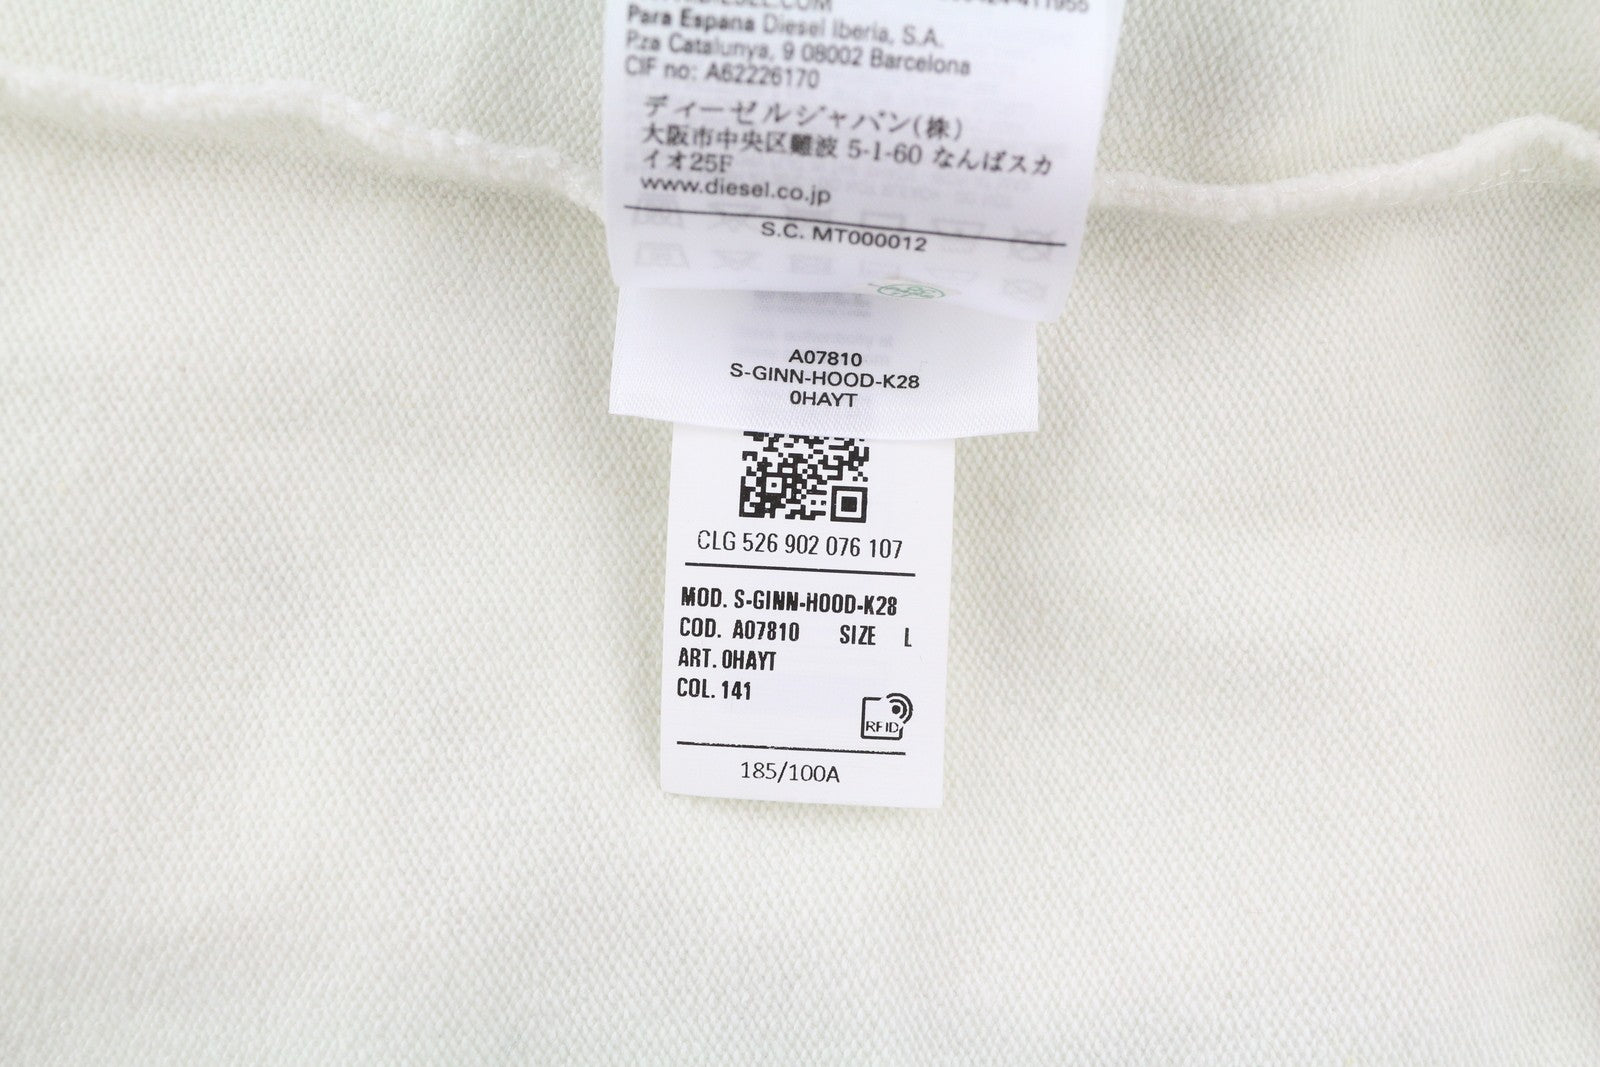 Para Espana Diesel Iberia, S.A.
P.za Catalunya, 9 08002 Barcelona
CIF no: A62226170
ディーゼルジャパン(株)
大阪市中央区難波 5-1-60 なんばスカ
イオ25F
www.diesel.co.jp
S.C. MT000012
A07810
S-GINN-HOOD-K28
0HAYT
CLG 526 902 076 107
MOD. S-GINN-HOOD-K28
COD. A07810 SIZE L
ART. 0HAYT
COL. 141
RFID
185/100A